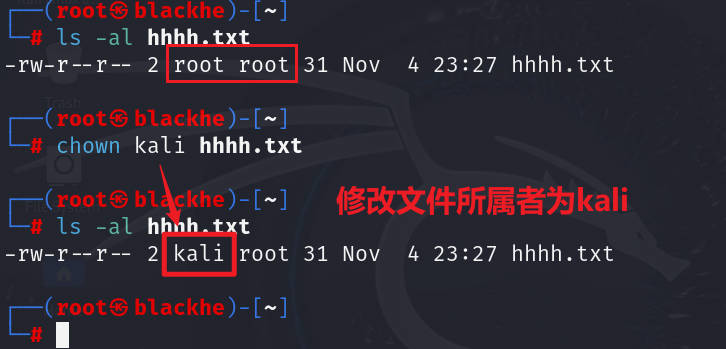 ┌──(root㉿blackhe)-[~]
└─# ls -al hhhh.txt
-rw-r--r-- 2 root root 31 Nov  4 23:27 hhhh.txt
┌──(root㉿blackhe)-[~]
└─# chown kali hhhh.txt
┌──(root㉿blackhe)-[~]
修改文件所属者为kali
└─# ls -al hhhh.txt
-rw-r--r-- 2 kali root 31 Nov  4 23:27 hhhh.txt
┌──(root㉿blackhe)-[~]
└─#